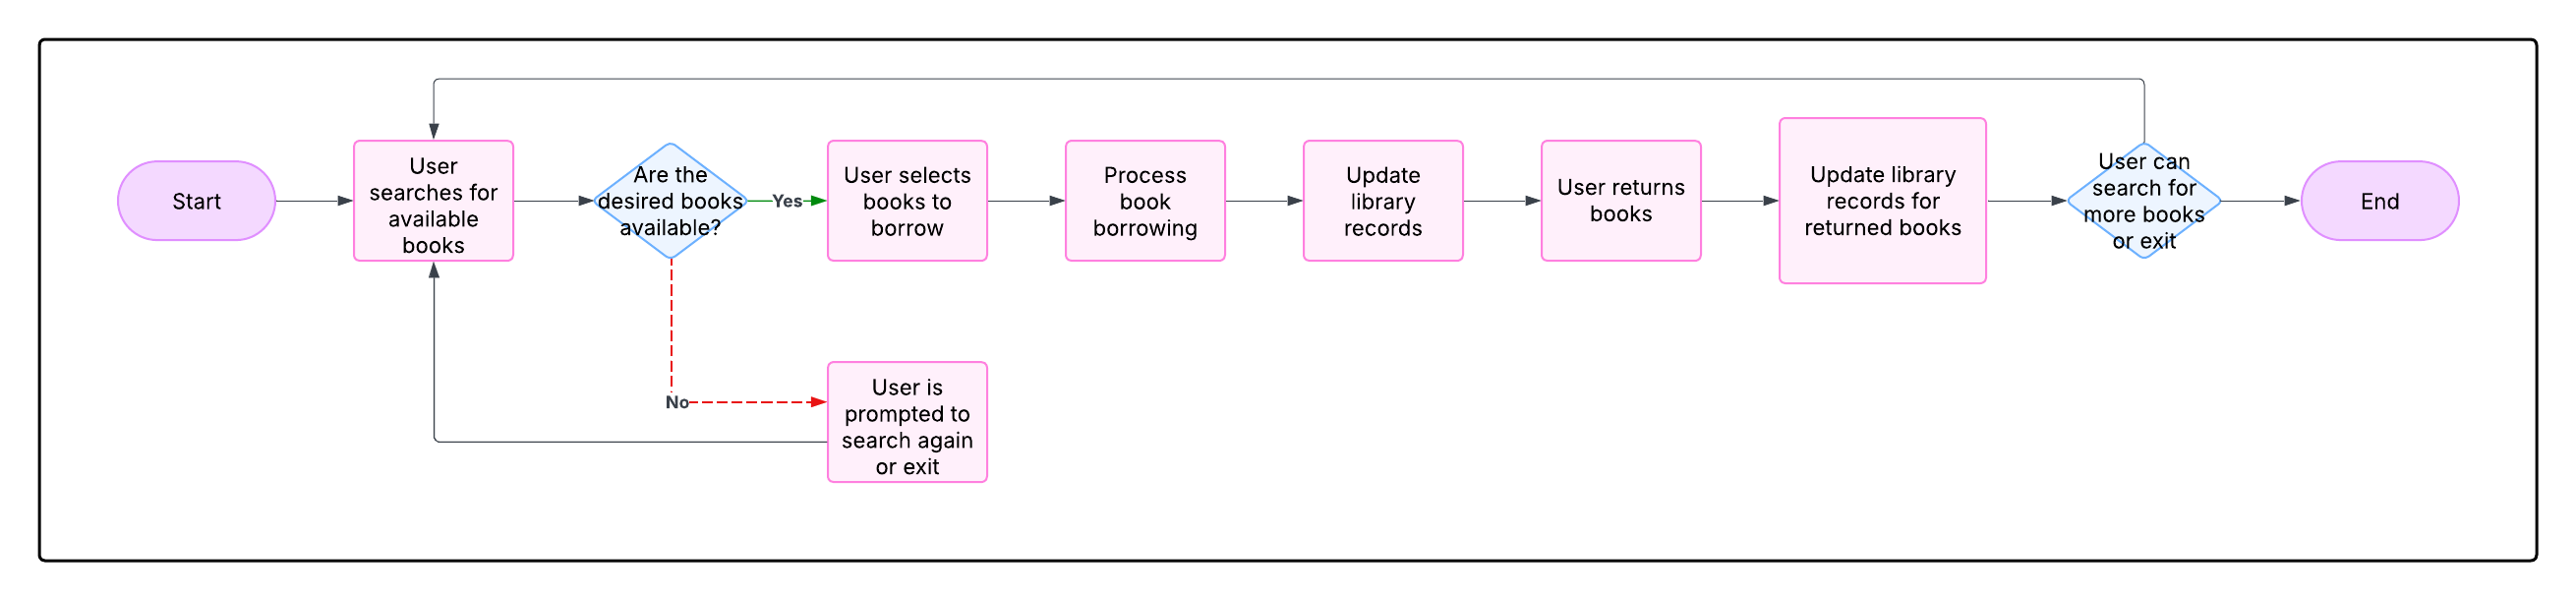 Start
User
searches for
available
books
Are the
desired books
available?
Yes
User selects
books to
borrow
Process
book
borrowing
Update
library
records
User returns
books
Update library
records for
returned books
User can
search for
more books
or exit
End
No
User is
prompted to
search again
or exit